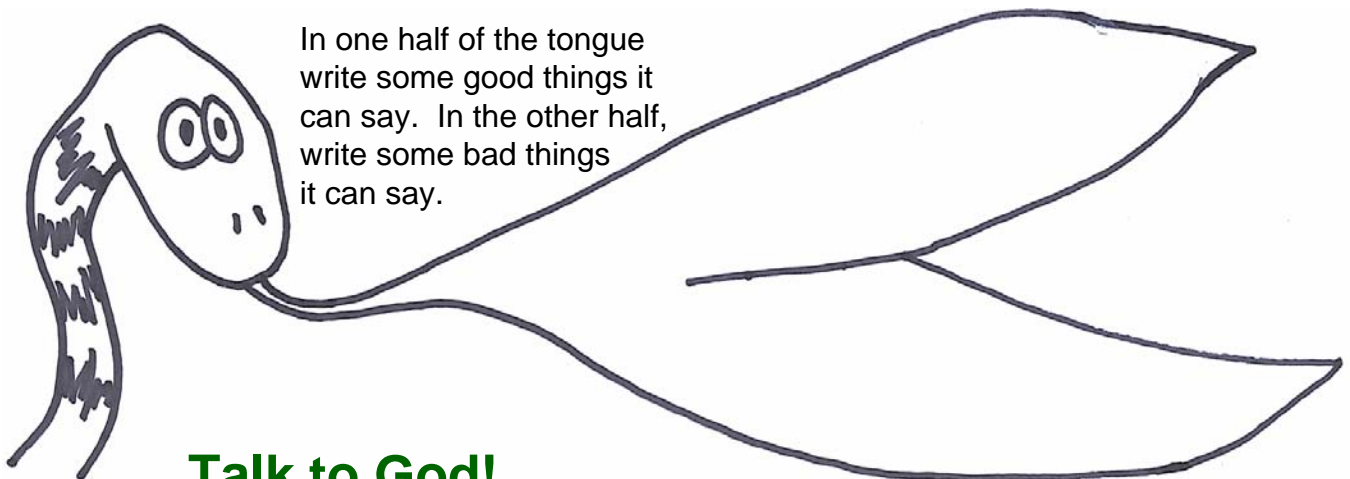 In one half of the tongue
write some good things it
can say.  In the other half,
write some bad things
it can say.
Talk to God!